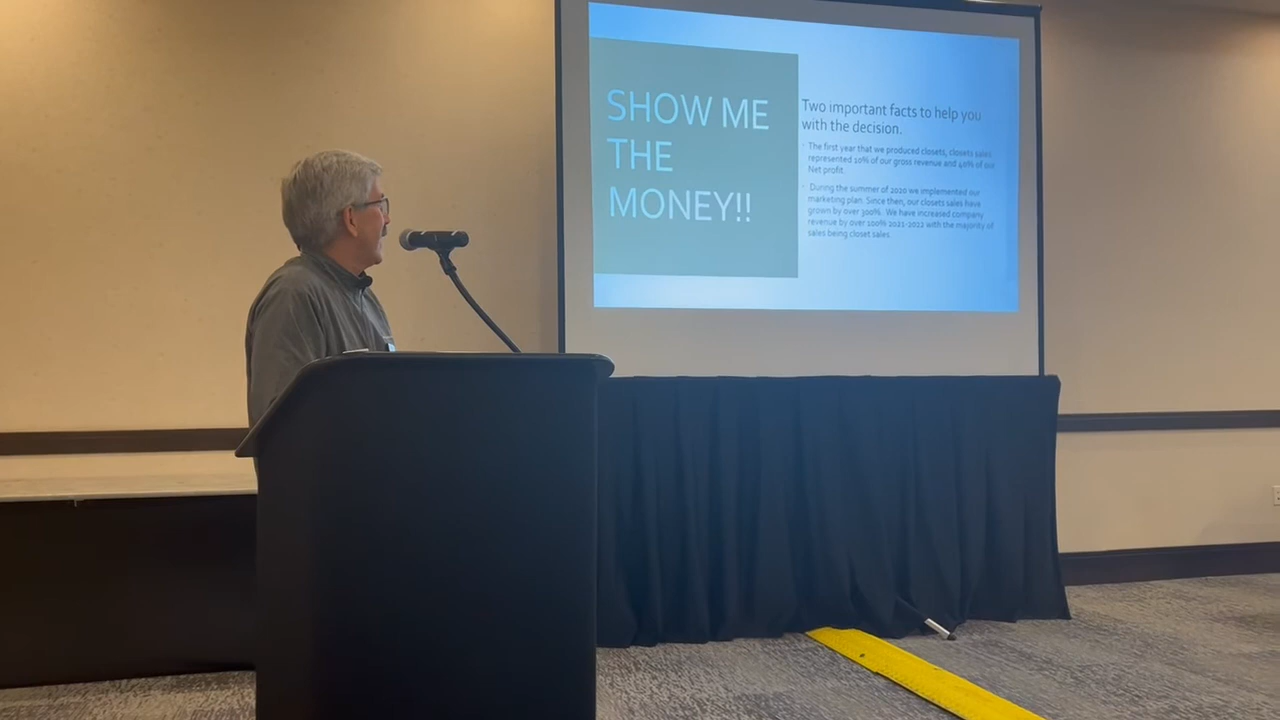 SHOW ME
THE
MONEY!!
Two important facts to help you
with the decision.
The first year that we produced closets, closets sales
represented 10% of our gross revenue and 40% of our
Net profit.
During the summer of 2020 we implemented our
marketing plan. Since then, our closets sales have
grown by over 300%. We have increased company
revenue by over 100% 2021-2022 with the majority of
sales being closet sales.